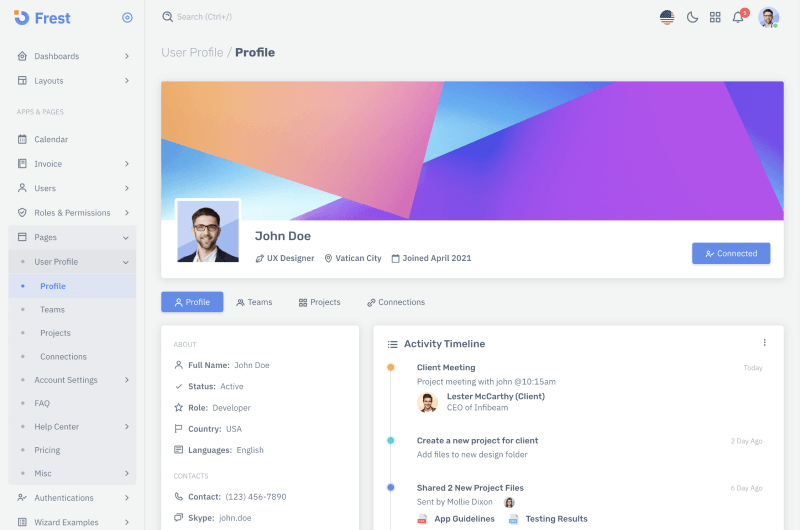 Frest
Search (Ctrl+/)
5
Dashboards
Layouts
APPS & PAGES
Calendar
Invoice
Users
Roles & Permissions
Pages
User Profile
Profile
Teams
Projects
Connections
Account Settings
FAQ
Help Center
Pricing
Misc
Authentications
Wizard Examples
User Profile / Profile
John Doe
UX Designer Vatican City Joined April 2021
Connected
Profile Teams Projects Connections
ABOUT
Full Name: John Doe
Status: Active
Role: Developer
Country: USA
Languages: English
CONTACTS
Contact: (123) 456-7890
Skype: john.doe
Activity Timeline
Client Meeting Today
Project meeting with john @10:15am
Lester McCarthy (Client)
CEO of Infibeam
Create a new project for client 2 Day Ago
Add files to new design folder
Shared 2 New Project Files 6 Day Ago
Sent by Mollie Dixon
App Guidelines Testing Results